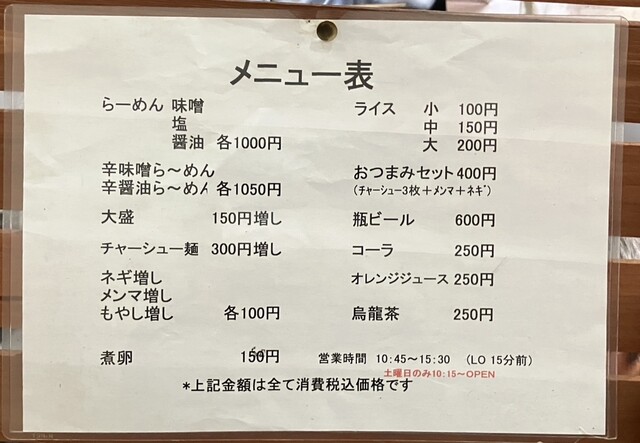 メニュー表
らーめん 味噌
塩
醤油 各1000円
辛味噌ら～めん
辛醤油ら～めん 各1050円
大盛 150円増し
チャーシュー麺 300円増し
ネギ増し
メンマ増し
もやし増し 各100円
煮卵 150円
ライス 小 100円
中 150円
大 200円
おつまみセット 400円
(チャーシュー3枚＋メンマ＋ネギ)
瓶ビール 600円
コーラ 250円
オレンジジュース 250円
烏龍茶 250円
営業時間 10:45～15:30 (LO 15分前)
土曜日のみ10:15～OPEN
*上記金額は全て消費税込価格です